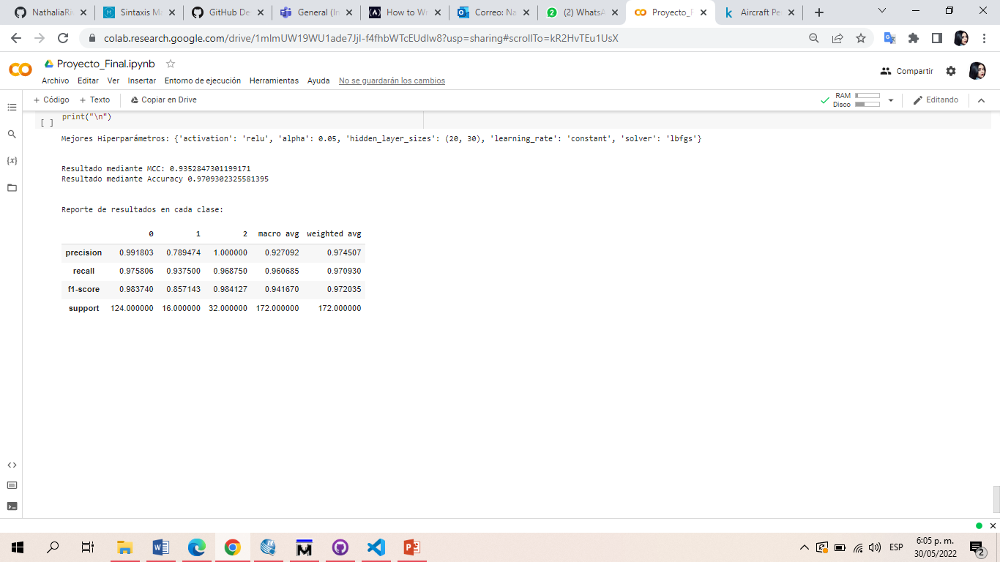 NathaliaRiv
Sintaxis Ma
GitHub De
General (In
How to Wr
Correo: Na
(2) WhatsA
Proyecto_F
Aircraft Pe
colab.research.google.com/drive/1mlmUW19WU1ade7JjI-f4fhbWTcEUdIw8?usp=sharing#scrollTo=kR2HvTEu1UsX
Proyecto_Final.ipynb
Archivo Editar Ver Insertar Entorno de ejecución Herramientas Ayuda No se guardarán los cambios
Compartir
+ Código + Texto Copiar en Drive
RAM
Disco
Editando
[ ]
print("\n")
Mejores Hiperparámetros: {'activation': 'relu', 'alpha': 0.05, 'hidden_layer_sizes': (20, 30), 'learning_rate': 'constant', 'solver': 'lbfgs'}
Resultado mediante MCC: 0.9352847301199171
Resultado mediante Accuracy 0.9709302325581395
Reporte de resultados en cada clase:
0 1 2 macro avg weighted avg
precision 0.991803 0.789474 1.000000 0.927092 0.974507
recall 0.975806 0.937500 0.968750 0.960685 0.970930
f1-score 0.983740 0.857143 0.984127 0.941670 0.972035
support 124.000000 16.000000 32.000000 172.000000 172.000000
ESP
6:05 p. m.
30/05/2022
2